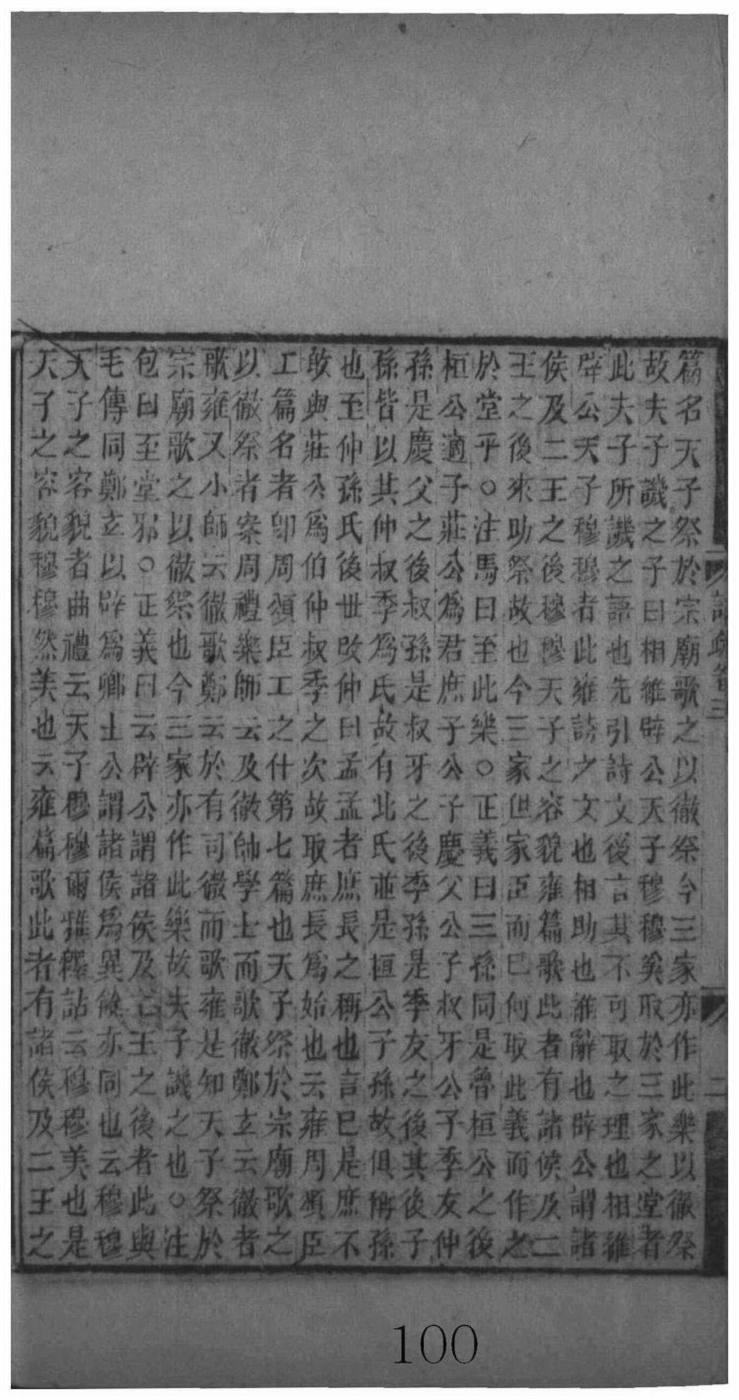 篇名天子祭於宗廟歌之以徹祭今三家亦作此樂以徹祭
故夫子譏之子曰相維辟公天子穆穆奚取於三家之堂者
此夫子所譏之語也先引詩文後言其不可取之理也相維
辟公天子穆穆者此雍詩之文也相助也維辭也辟公謂諸
侯及二王之後穆穆天子之容貌雍篇歌此者有諸侯及二
王之後來助祭故也今三家但家臣而已何取此義而作之
於堂乎○注馬曰至此樂○正義曰三孫同是魯桓公之後
桓公適子莊公爲君庶子公子慶父公子叔牙公子季友仲
孫是慶父之後叔孫是叔牙之後季孫是季友之後其後子
孫皆以其仲叔季爲氏故有此氏並是桓公子孫故俱稱孫
也至仲孫氏後世改仲曰孟孟者庶長之稱也言已是庶不
敢與莊公爲伯仲叔季之次故取庶長爲始也云雍周頌臣
工篇名者卽周頌臣工之什第七篇也天子祭於宗廟歌之
以徹祭者案周禮樂師云及徹帥學士而歌徹鄭玄云徹者
歌雍又小師云徹歌鄭云於有司徹而歌雍是知天子祭於
宗廟歌之以徹祭也今三家亦作此樂故夫子譏之也○注
包曰至堂邪○正義曰云辟公謂諸侯及二王之後者此與
毛傳同鄭玄以辟爲卿士公謂諸侯爲異餘亦同也云穆穆
天子之容貌者曲禮云天子穆穆爾雅釋詁云穆穆美也是
天子之容貌穆穆然美也云雍篇歌此者有諸侯及二王之
二
100